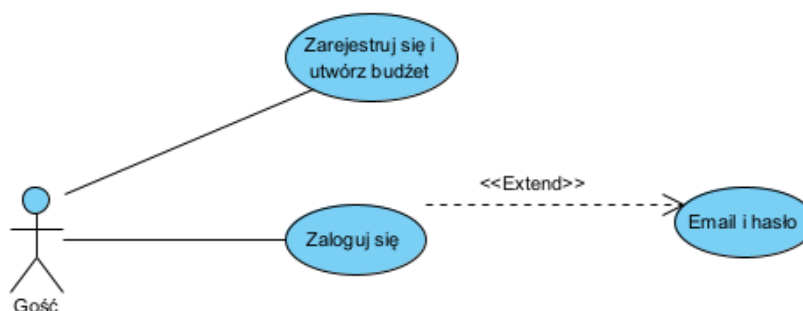 Zarejestruj się i
utwórz budżet
<<Extend>>
Email i hasło
Zaloguj się
Gość